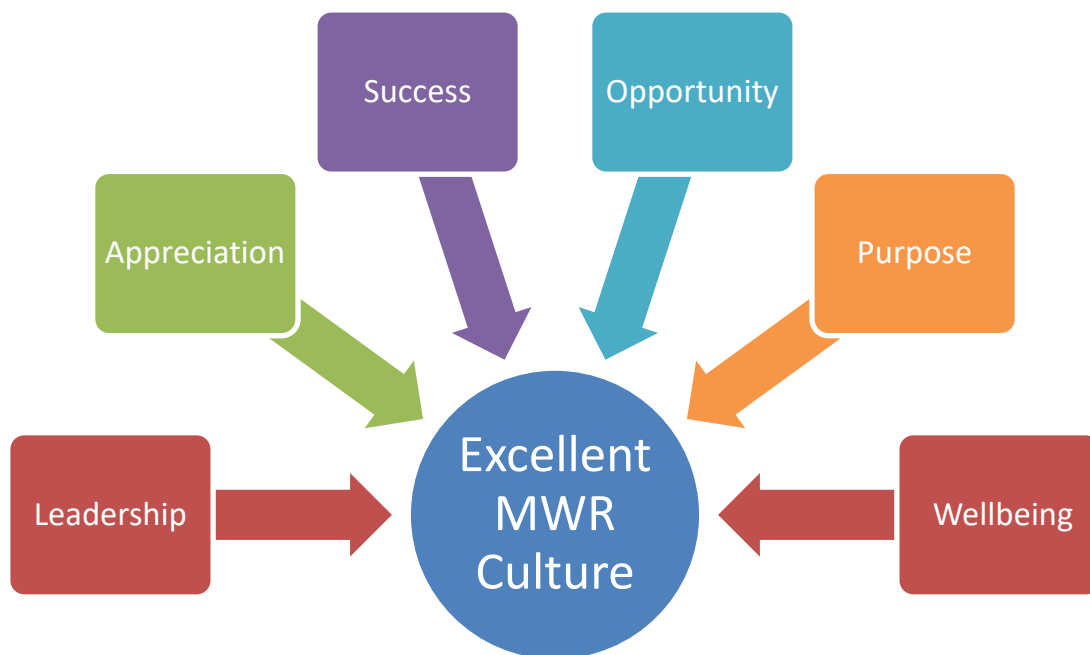 Success
Opportunity
Appreciation
Purpose
Leadership
Excellent
MWR
Culture
Wellbeing